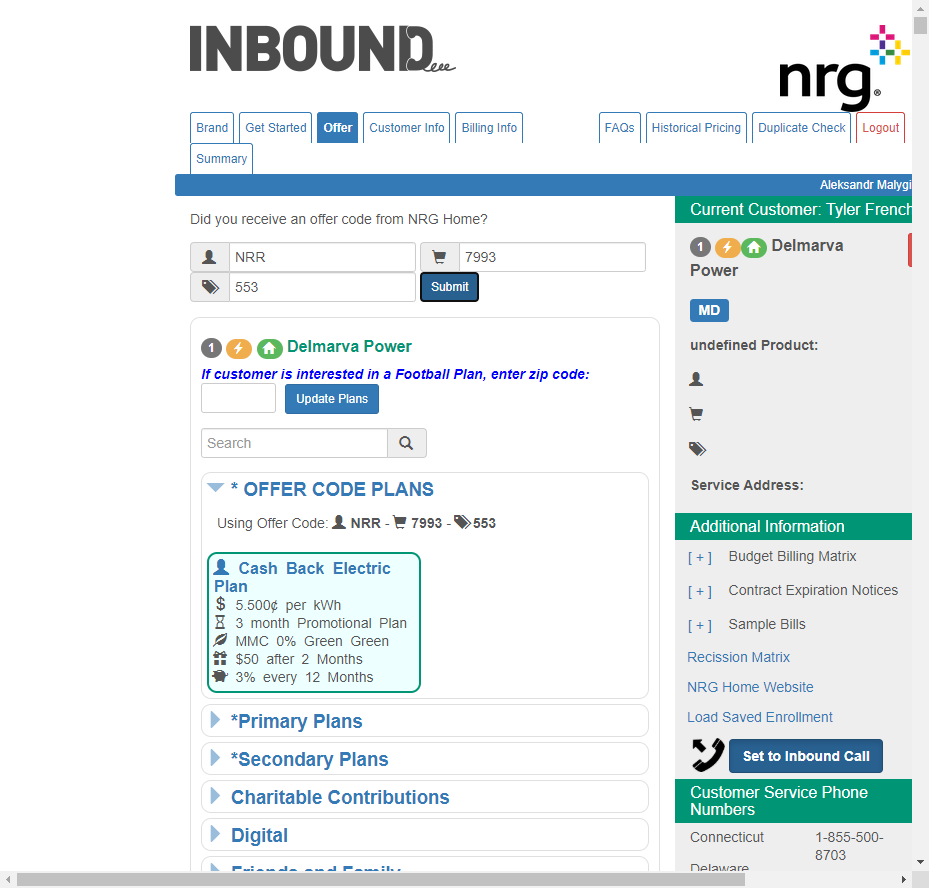 INBOUND
nrg®
Brand
Get Started
Offer
Customer Info
Billing Info
FAQs
Historical Pricing
Duplicate Check
Logout
Summary
Aleksandr Malygi
Did you receive an offer code from NRG Home?
NRR
7993
553
Submit
1 Delmarva Power
If customer is interested in a Football Plan, enter zip code:
Update Plans
Search
* OFFER CODE PLANS
Using Offer Code: NRR - 7993 - 553
Cash Back Electric
Plan
$ 5.500¢ per kWh
3 month Promotional Plan
MMC 0% Green Green
$50 after 2 Months
3% every 12 Months
*Primary Plans
*Secondary Plans
Charitable Contributions
Digital
Friends and Family
Current Customer: Tyler French
1 Delmarva
Power
MD
undefined Product:
Service Address:
Additional Information
[ + ] Budget Billing Matrix
[ + ] Contract Expiration Notices
[ + ] Sample Bills
Recission Matrix
NRG Home Website
Load Saved Enrollment
Set to Inbound Call
Customer Service Phone
Numbers
Connecticut 1-855-500-
8703
Delaware